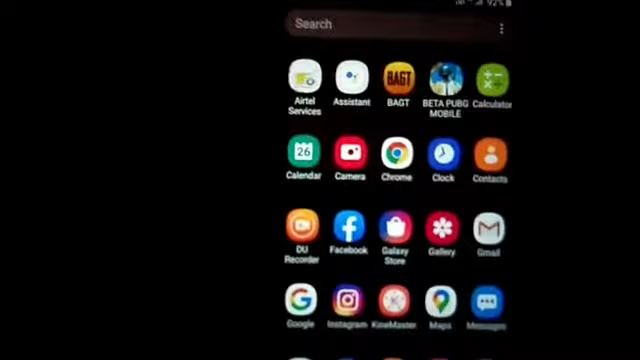 92%
Search
BAGT
Airtel
Services
Assistant
BAGT
BETA PUBG
MOBILE
Calculator
26
Calendar
Camera
Chrome
Clock
Contacts
DU
Recorder
Facebook
Galaxy
Store
Gallery
Gmail
Google
Instagram
KineMaster
Maps
Messages